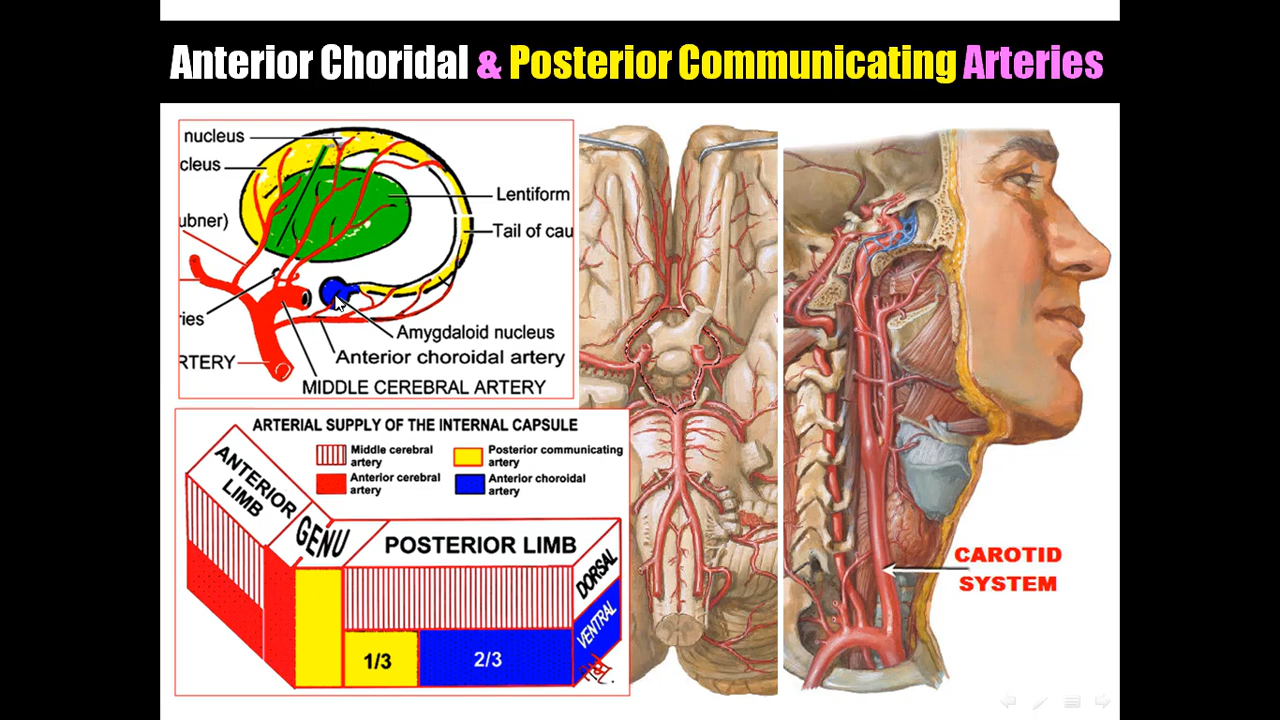 Anterior Choridal & Posterior Communicating Arteries
nucleus
cleus
Lentiform
ubner)
Tail of cau
ries
Amygdaloid nucleus
Anterior choroidal artery
RTERY
MIDDLE CEREBRAL ARTERY
ARTERIAL SUPPLY OF THE INTERNAL CAPSULE
Middle cerebral
artery
Posterior communicating
artery
Anterior cerebral
artery
Anterior choroidal
artery
ANTERIOR
LIMB
GENU
POSTERIOR LIMB
DORSAL
VENTRAL
1/3
2/3
CAROTID
SYSTEM